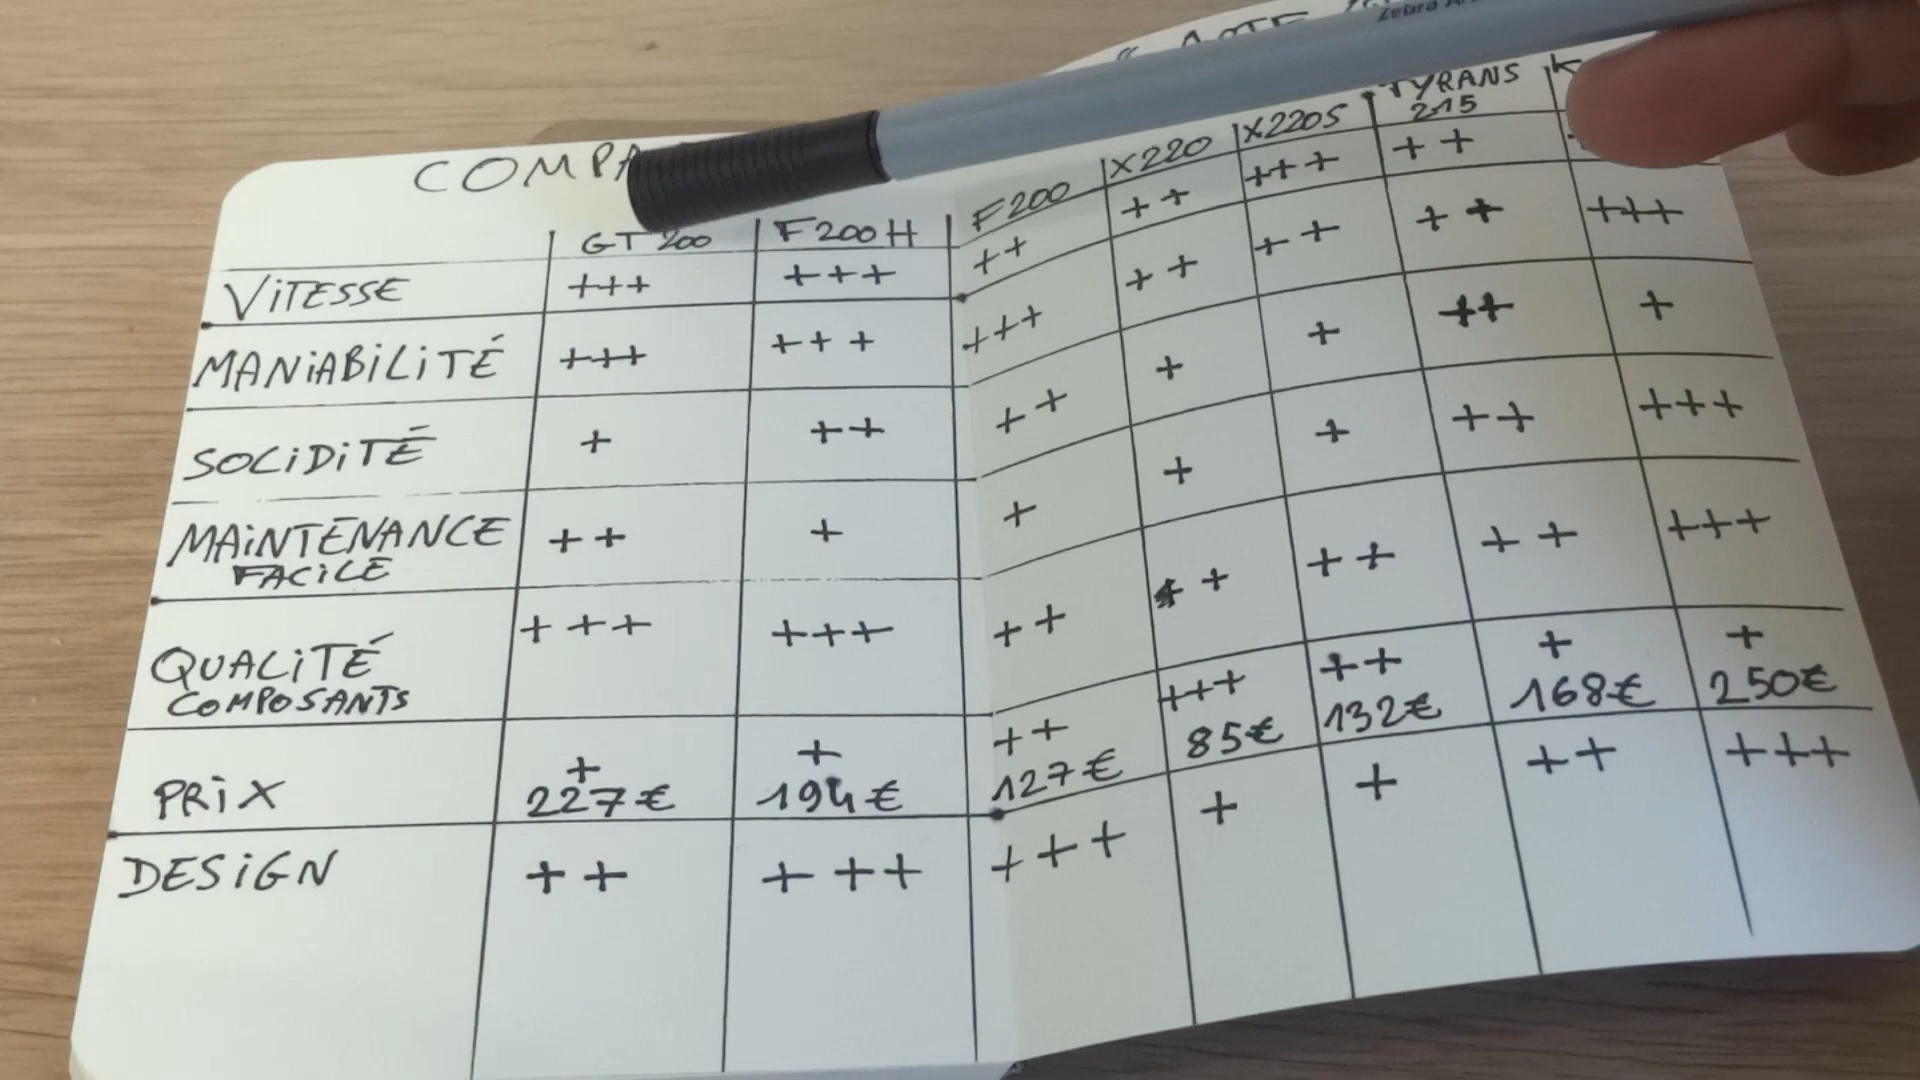 COMPA
GT 200 F200H F200 X220 X220S TYRANS 215
VITESSE +++ +++ ++ ++ +++ ++
MANIABILITÉ +++ +++ +++ ++ ++ ++ +++
SOLIDITÉ + ++ ++ + + ++ +
MAINTENANCE FACILE ++ + + + + ++ +++
QUALITÉ COMPOSANTS +++ +++ ++ ++ ++ ++ +++
PRIX + 227€ + 194€ ++ 127€ +++ 85€ ++ 132€ + 168€ + 250€
DESIGN ++ +++ +++ + + ++ +++
Zebra